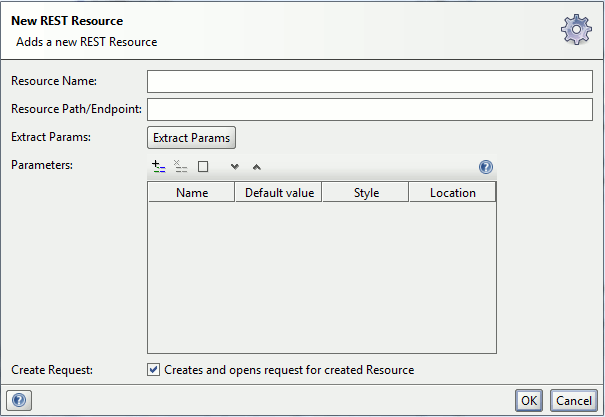 New REST Resource
Adds a new REST Resource
Resource Name:
Resource Path/Endpoint:
Extract Params: Extract Params
Parameters:
Name Default value Style Location
Create Request: Creates and opens request for created Resource
OK Cancel